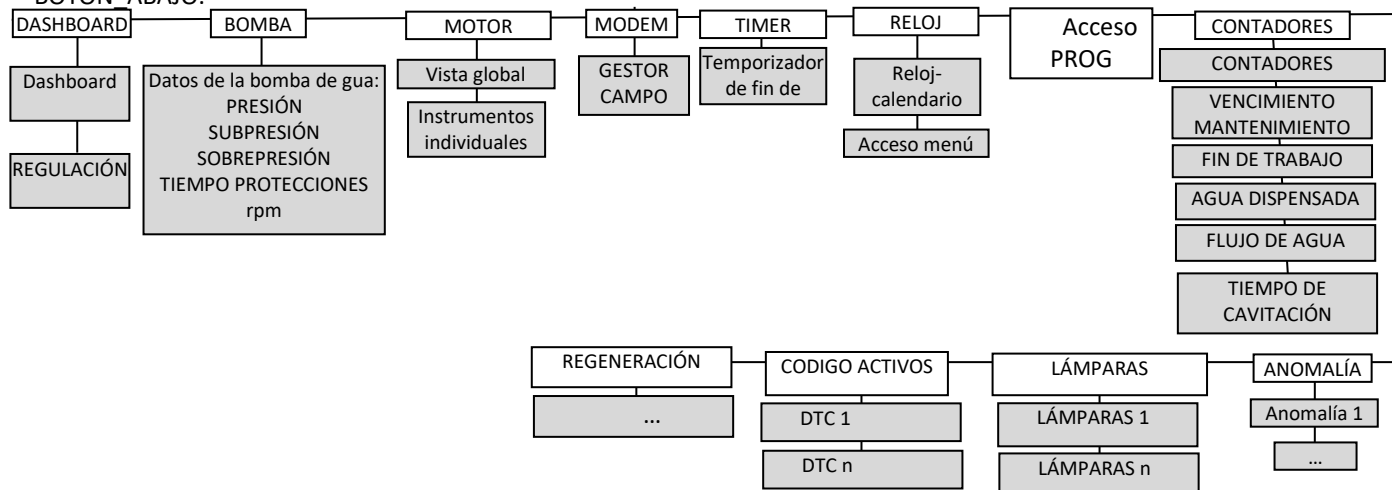 BOTÓN_ABAJO:
DASHBOARD
Dashboard
REGULACIÓN
BOMBA
Datos de la bomba de gua:
PRESIÓN
SUBPRESIÓN
SOBREPRESIÓN
TIEMPO PROTECCIONES
rpm
MOTOR
Vista global
Instrumentos
individuales
MODEM
GESTOR
CAMPO
TIMER
Temporizador
de fin de
RELOJ
Reloj-
calendario
Acceso menú
Acceso
PROG
CONTADORES
CONTADORES
VENCIMIENTO
MANTENIMIENTO
FIN DE TRABAJO
AGUA DISPENSADA
FLUJO DE AGUA
TIEMPO DE
CAVITACIÓN
REGENERACIÓN
...
CODIGO ACTIVOS
DTC 1
DTC n
LÁMPARAS
LÁMPARAS 1
LÁMPARAS n
ANOMALÍA
Anomalía 1
...